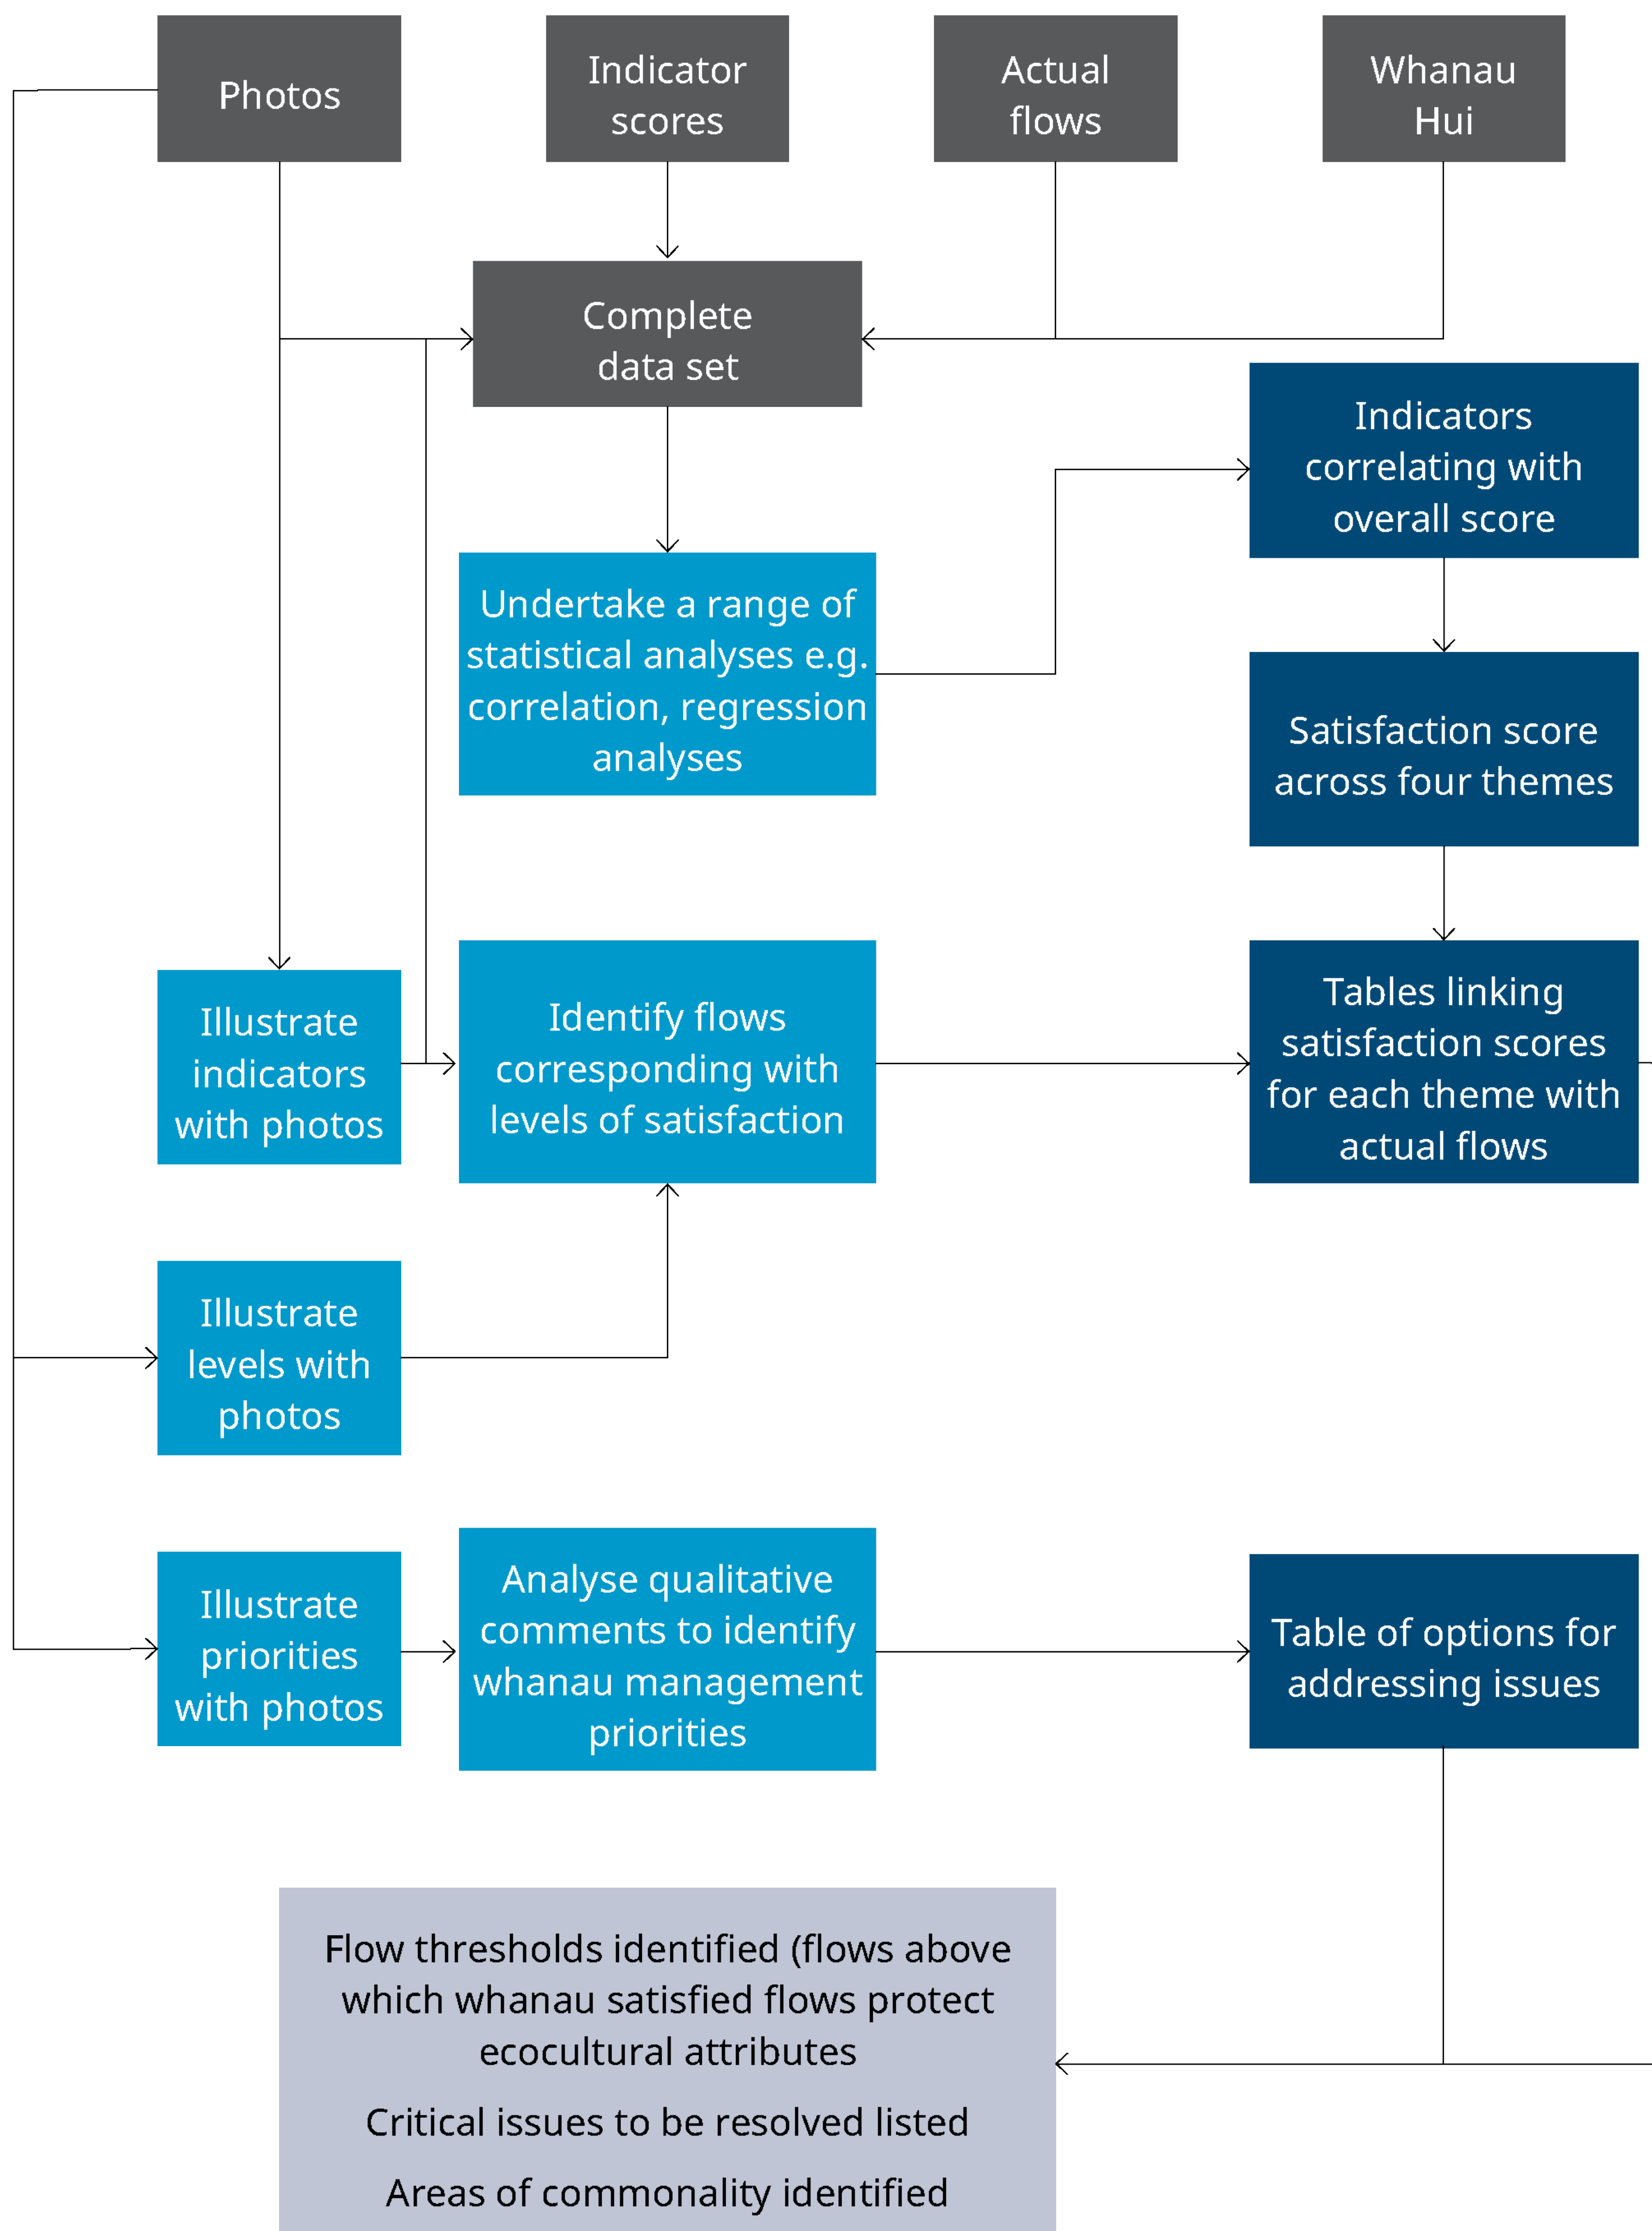 Photos
Indicator
scores
Actual
flows
Whanau
Hui
Complete
data set
Indicators
correlating with
overall score
Undertake a range of
statistical analyses e.g.
correlation, regression
analyses
Satisfaction score
across four themes
Illustrate
indicators
with photos
Identify flows
corresponding with
levels of satisfaction
Tables linking
satisfaction scores
for each theme with
actual flows
Illustrate
levels with
photos
Illustrate
priorities
with photos
Analyse qualitative
comments to identify
whanau management
priorities
Table of options for
addressing issues
Flow thresholds identified (flows above
which whanau satisfied flows protect
ecocultural attributes
Critical issues to be resolved listed
Areas of commonality identified